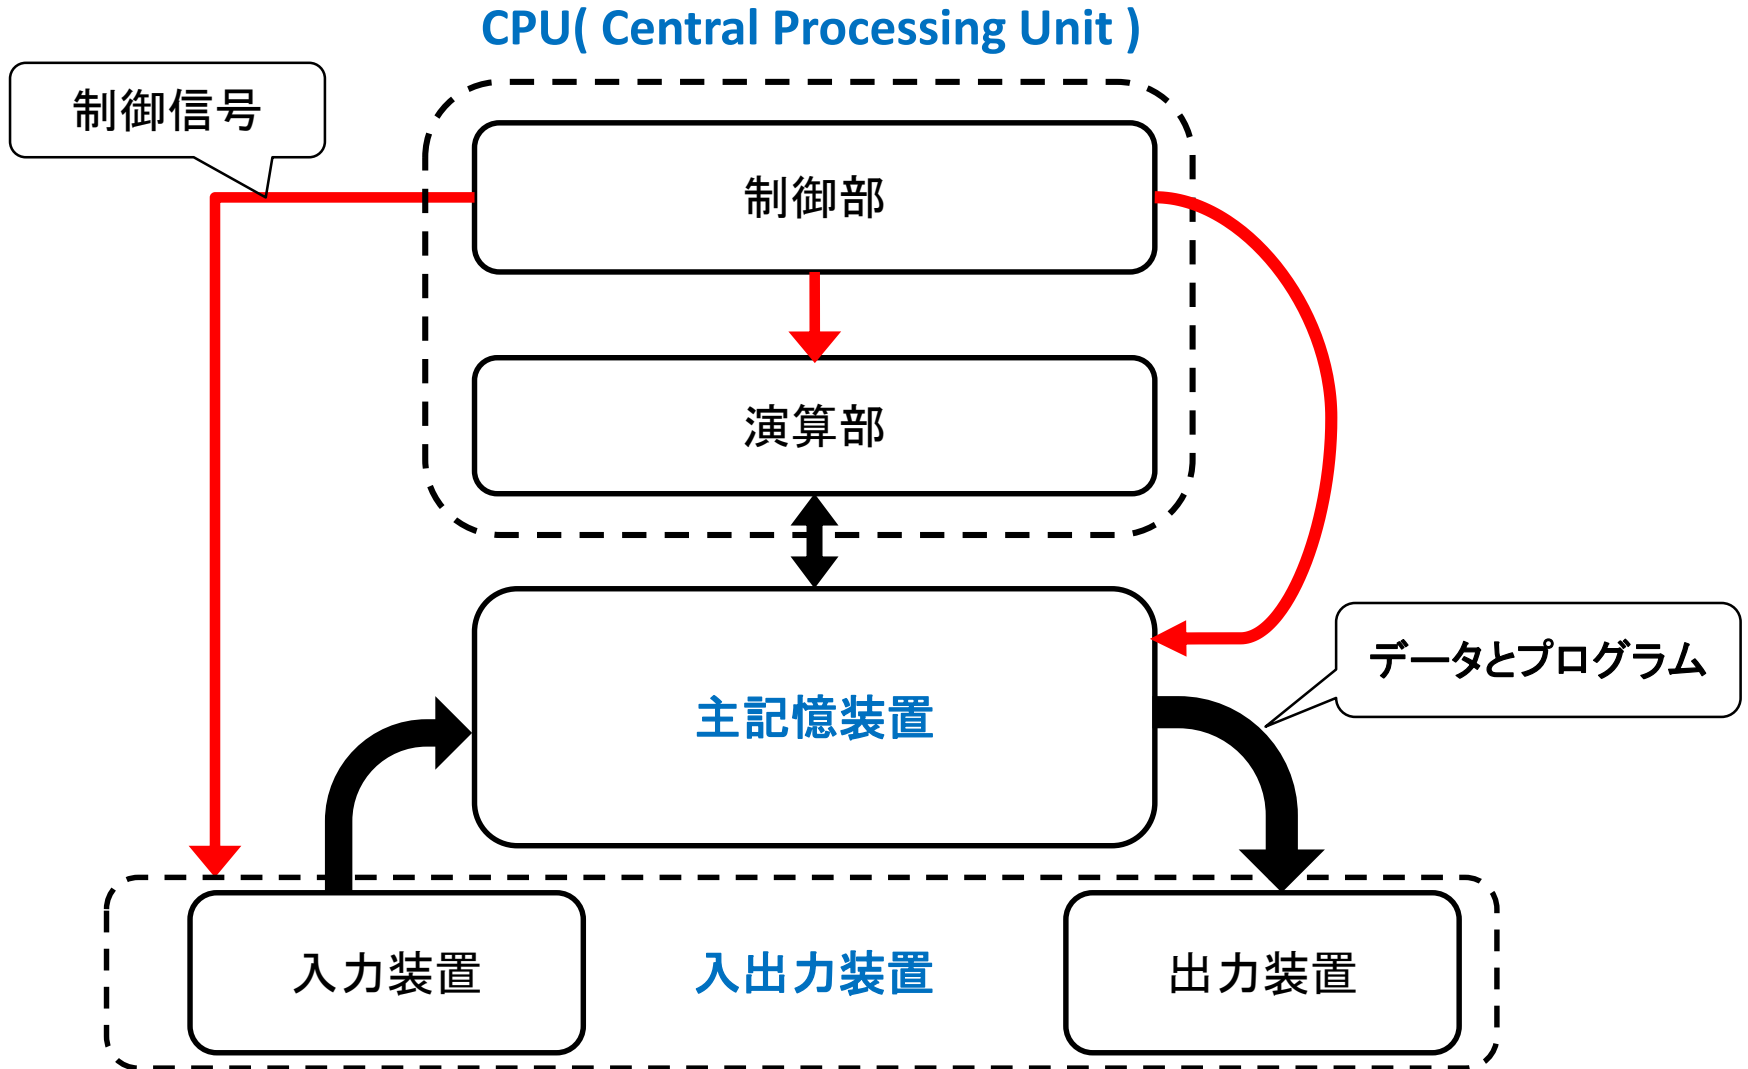 CPU( Central Processing Unit )
制御信号
制御部
演算部
データとプログラム
主記憶装置
入力装置
入出力装置
出力装置